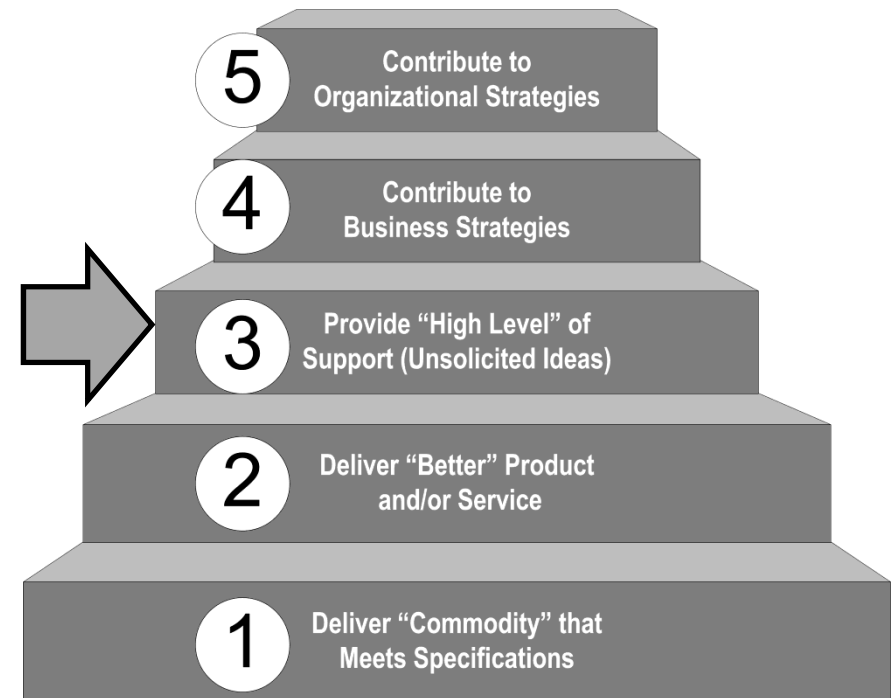 5
Contribute to
Organizational Strategies
4
Contribute to
Business Strategies
3
Provide “High Level” of
Support (Unsolicited Ideas)
2
Deliver “Better” Product
and/or Service
1
Deliver “Commodity” that
Meets Specifications